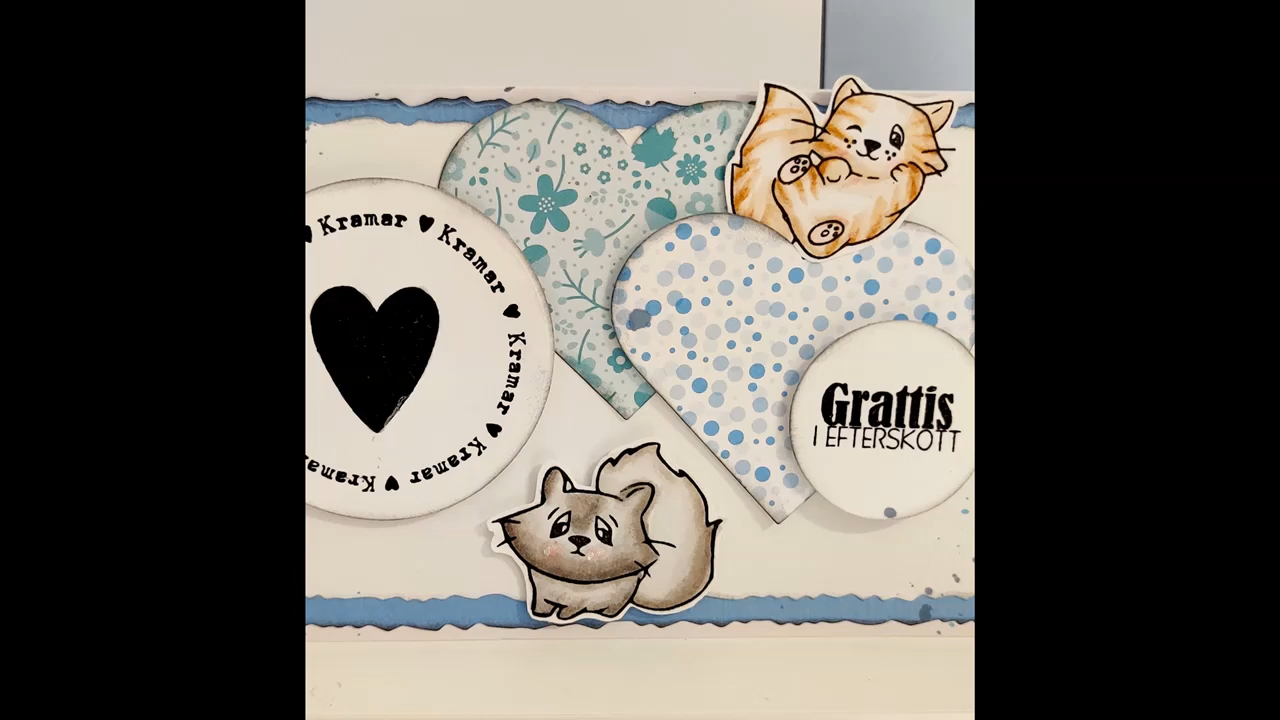 ♥ Kramar ♥ Kramar ♥ Kramar ♥ Kramar ♥ Kramar
Grattis
I EFTERSKOTT